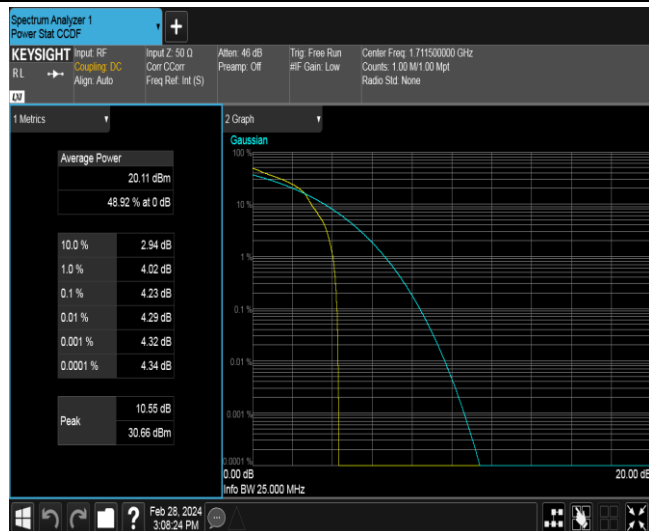 Spectrum Analyzer 1
Power Stat CCDF
+
KEYSIGHT
RL
LXI
Input: RF
Coupling: DC
Align: Auto
Input Z: 50 Ω
Corr CCorr
Freq Ref: Int (S)
Atten: 46 dB
Preamp: Off
Trig: Free Run
#IF Gain: Low
Center Freq: 1.711500000 GHz
Counts: 1.00 M/1.00 Mpt
Radio Std: None
1 Metrics
Average Power
20.11 dBm
48.92 % at 0 dB
10.0 % 2.94 dB
1.0 % 4.02 dB
0.1 % 4.23 dB
0.01 % 4.29 dB
0.001 % 4.32 dB
0.0001 % 4.34 dB
Peak
10.55 dB
30.66 dBm
2 Graph
Gaussian
100 %
10 %
1 %
0.1 %
0.01 %
0.001 %
0.0001 %
0.00 dB
20.00 dB
Info BW 25.000 MHz
?
Feb 28, 2024
3:08:24 PM